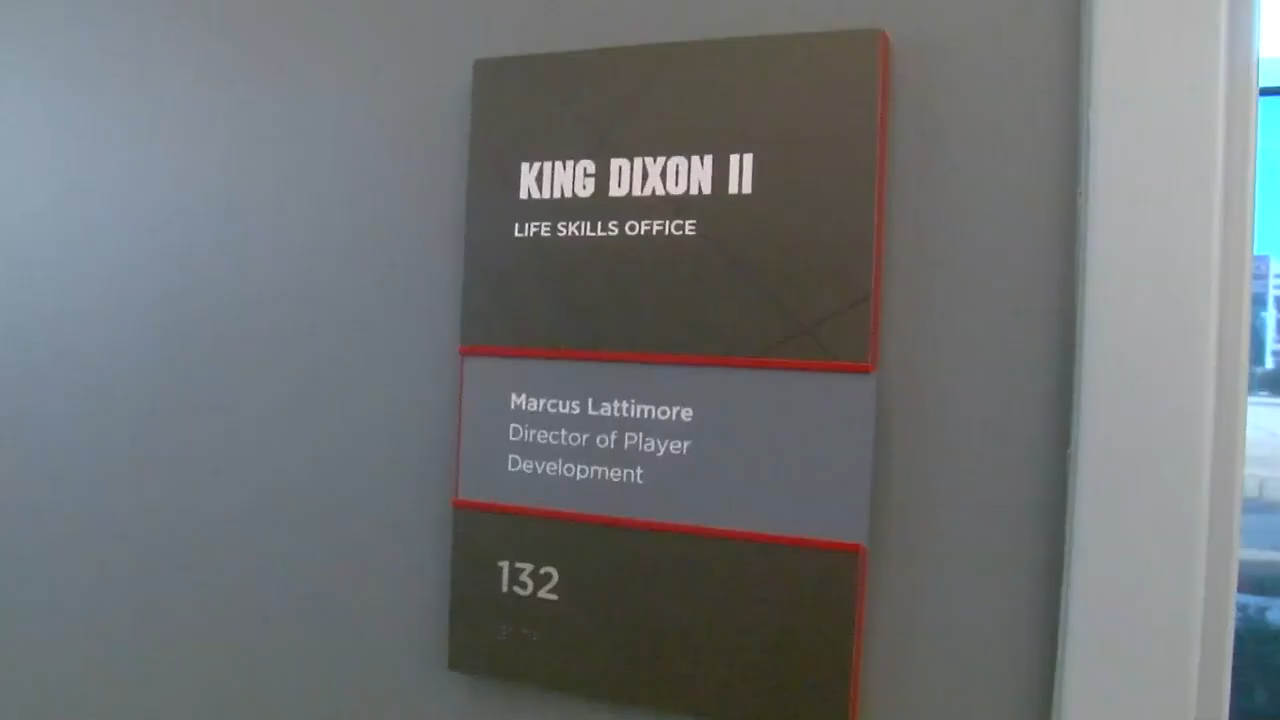 KING DIXON II
LIFE SKILLS OFFICE
Marcus Lattimore
Director of Player
Development
132